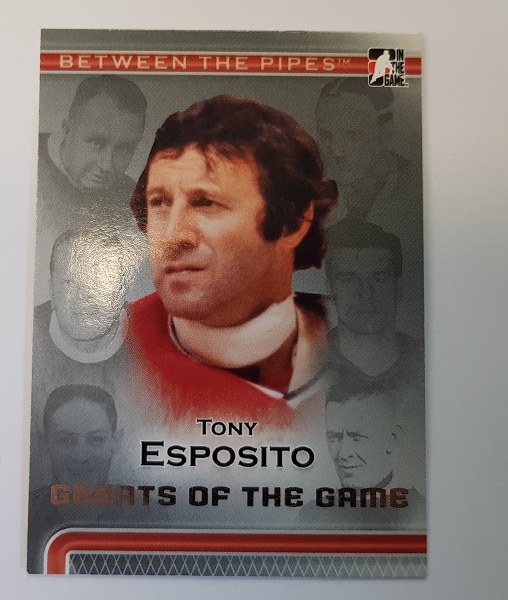 BETWEEN THE PIPES™
IN
THE
GAME
TONY
ESPOSITO
GREATS OF THE GAME